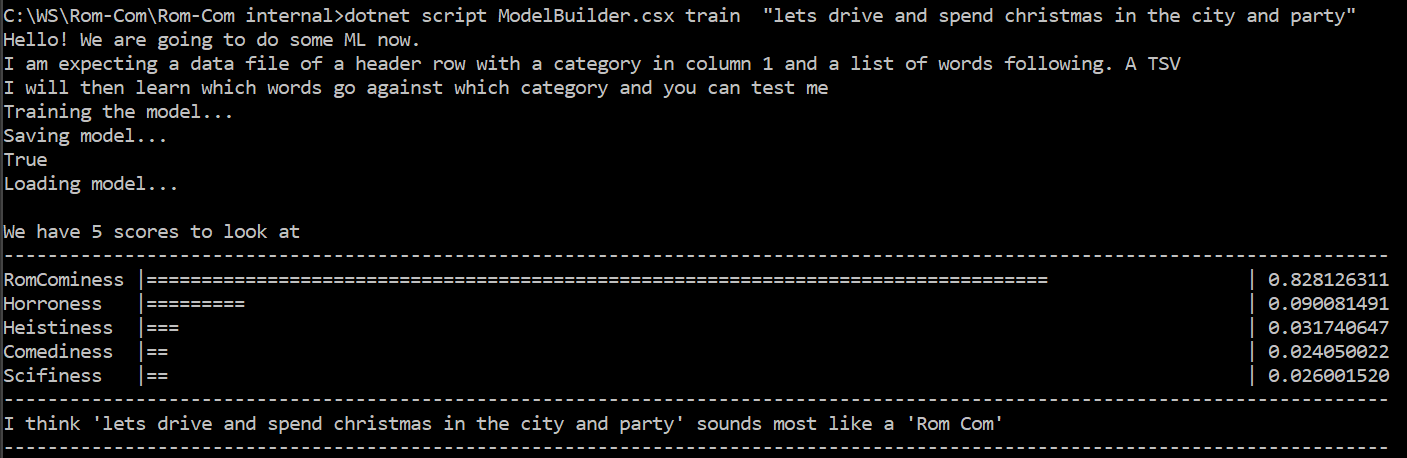 C:\WS\Rom-Com\Rom-Com internal>dotnet script ModelBuilder.csx train  "lets drive and spend christmas in the city and party"
Hello! We are going to do some ML now.
I am expecting a data file of a header row with a category in column 1 and a list of words following. A TSV
I will then learn which words go against which category and you can test me
Training the model...
Saving model...
True
Loading model...
We have 5 scores to look at
------------------------------------------------------------------------------------------------------------------------------
RomCominess |================================================================================== | 0.828126311
Horroness |========= | 0.090081491
Heistiness |=== | 0.031740647
Comediness |== | 0.024050022
Scifiness |== | 0.026001520
------------------------------------------------------------------------------------------------------------------------------
I think 'lets drive and spend christmas in the city and party' sounds most like a 'Rom Com'
------------------------------------------------------------------------------------------------------------------------------